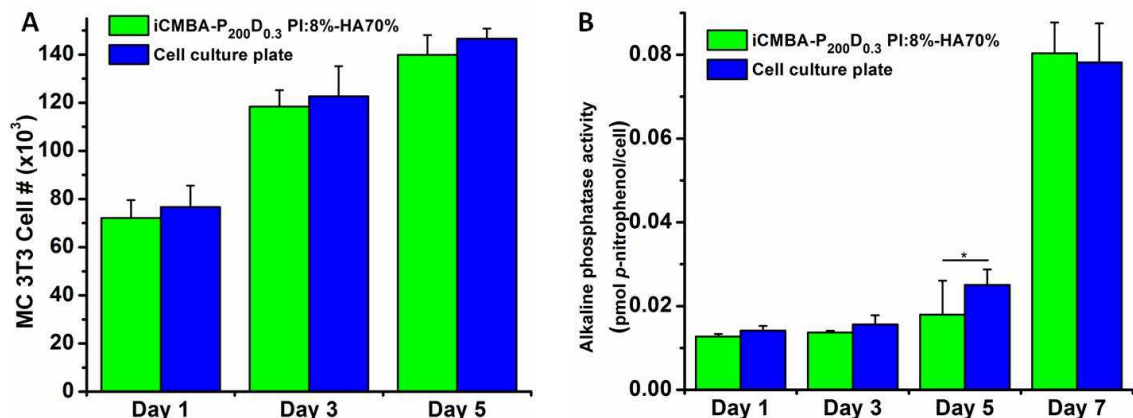 A
iCMBA-P200D0.3 PI:8%-HA70%
Cell culture plate
MC 3T3 Cell # (x10³)
140
120
100
80
60
40
20
0
Day 1 Day 3 Day 5
B
iCMBA-P200D0.3 PI:8%-HA70%
Cell culture plate
Alkaline phosphatase activity
(pmol p-nitrophenol/cell)
0.08
0.06
0.04
*
0.02
0.00
Day 1 Day 3 Day 5 Day 7